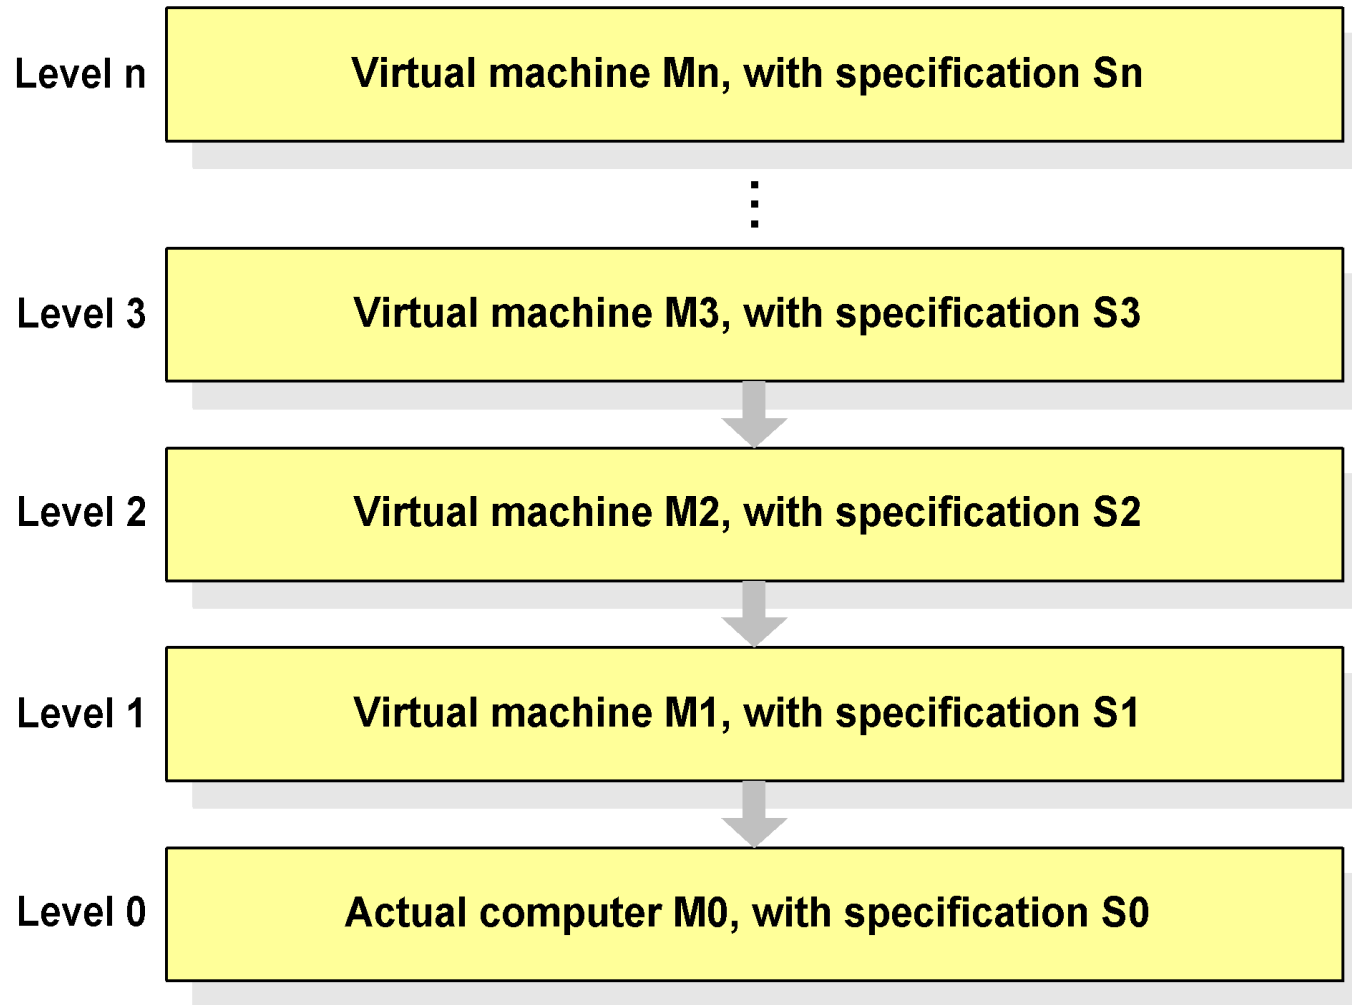 Level n
Virtual machine Mn, with specification Sn
Level 3
Virtual machine M3, with specification S3
Level 2
Virtual machine M2, with specification S2
Level 1
Virtual machine M1, with specification S1
Level 0
Actual computer M0, with specification S0